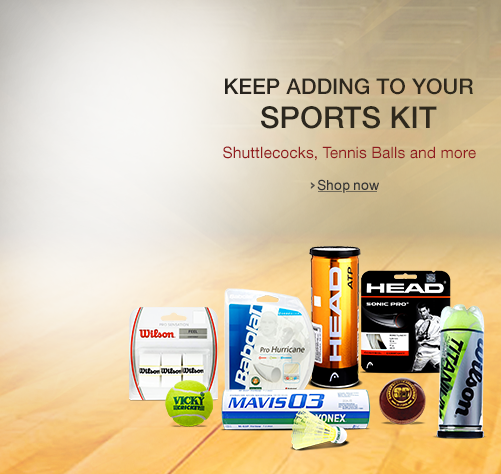 KEEP ADDING TO YOUR
SPORTS KIT
Shuttlecocks, Tennis Balls and more
› Shop now
HEAD
ATP
HEAD
SONIC PRO
Wilson
Wilson Wilson Wilson
Babolat
Pro Hurricane
VICKY
MAVIS 03
YONEX
Wilson
TITANIUM